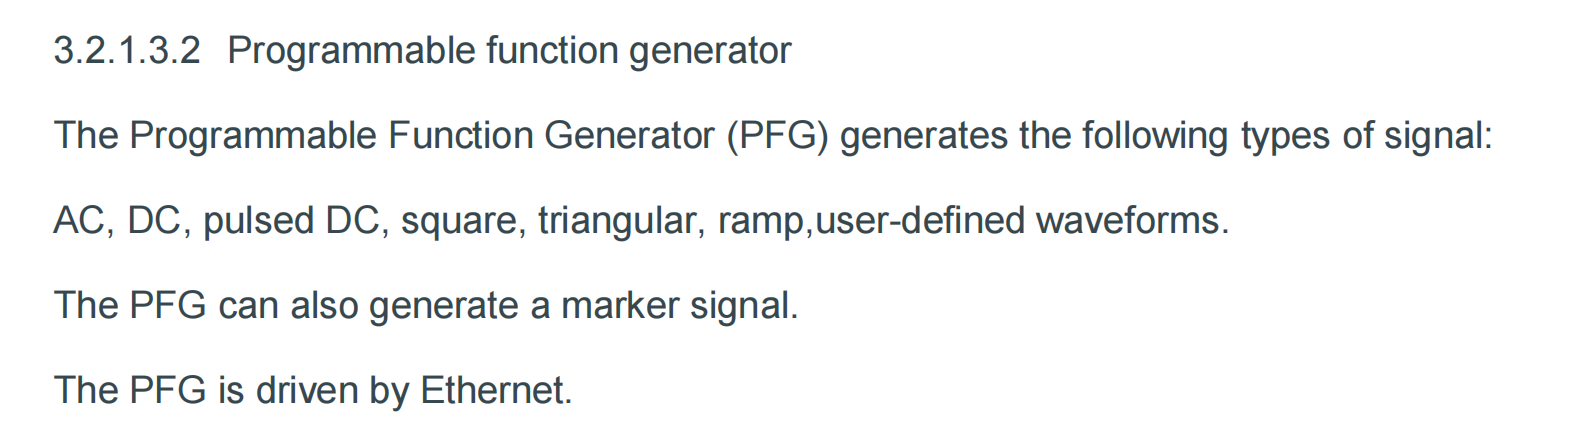 3.2.1.3.2 Programmable function generator
The Programmable Function Generator (PFG) generates the following types of signal:
AC, DC, pulsed DC, square, triangular, ramp,user-defined waveforms.
The PFG can also generate a marker signal.
The PFG is driven by Ethernet.